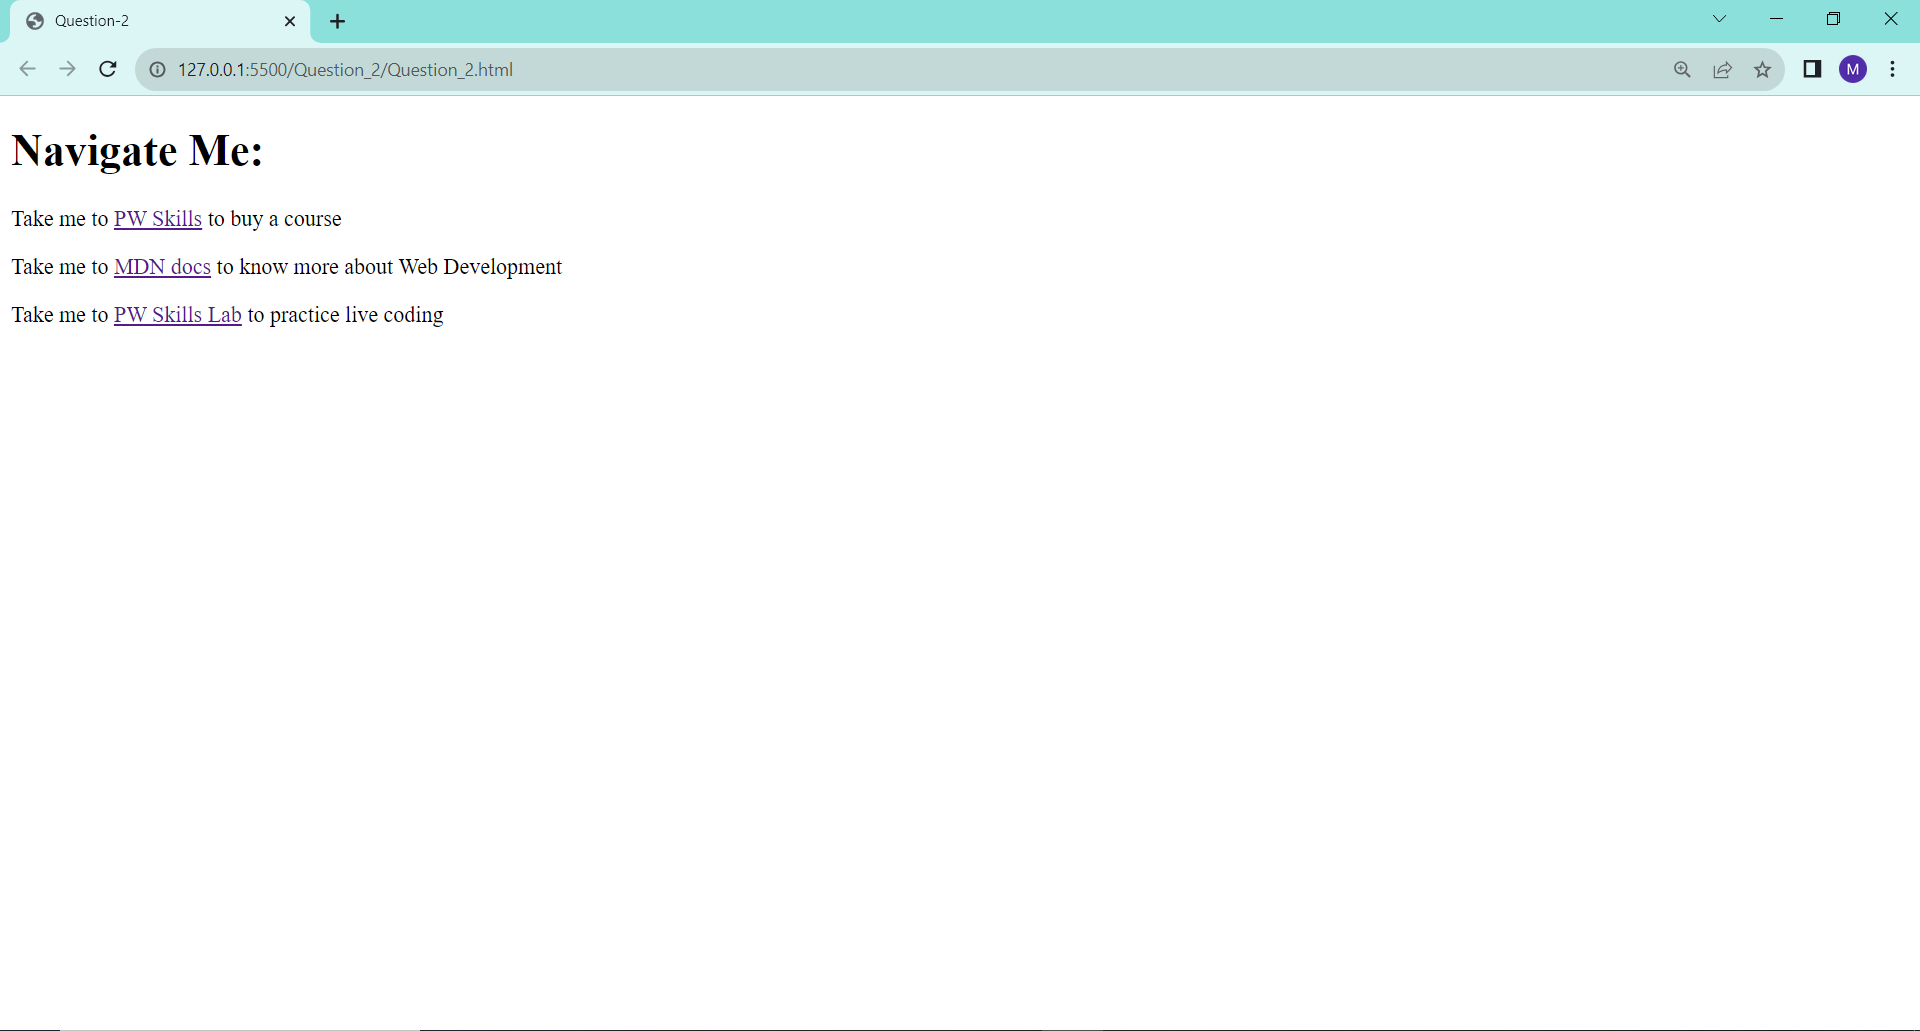 Question-2
127.0.0.1:5500/Question_2/Question_2.html
M
Navigate Me:
Take me to PW Skills to buy a course
Take me to MDN docs to know more about Web Development
Take me to PW Skills Lab to practice live coding